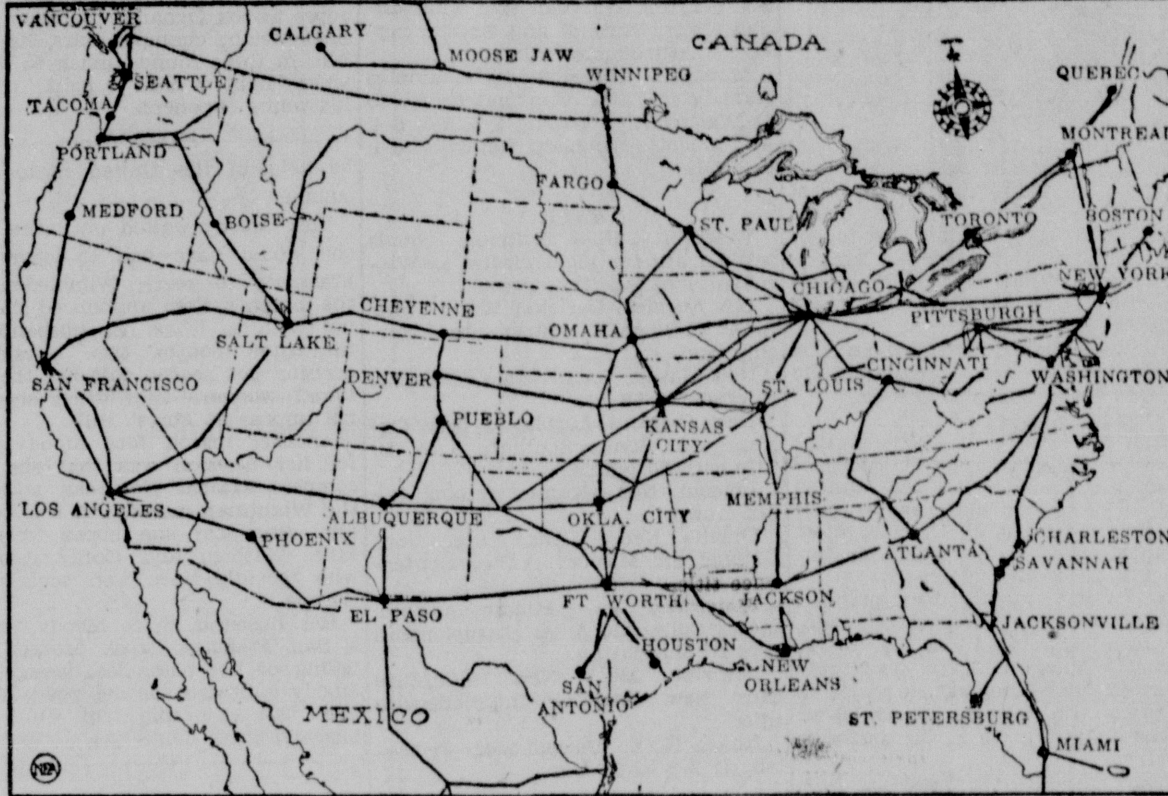 VANCOUVER
CALGARY
MOOSE JAW
CANADA
SEATTLE
WINNIPEG
QUEBEC
TACOMA
MONTREAL
PORTLAND
FARGO
MEDFORD
BOISE
ST. PAUL
TORONTO
BOSTON
NEW YORK
CHICAGO
CHEYENNE
PITTSBURGH
OMAHA
SALT LAKE
CINCINNATI
SAN FRANCISCO
DENVER
ST. LOUIS
WASHINGTON
PUEBLO
KANSAS
CITY
MEMPHIS
LOS ANGELES
ALBUQUERQUE
OKLA. CITY
PHOENIX
ATLANTA
CHARLESTON
SAVANNAH
EL PASO
FT. WORTH
JACKSON
JACKSONVILLE
HOUSTON
NEW
ORLEANS
SAN
ANTONIO
MEXICO
ST. PETERSBURG
MIAMI
NEA